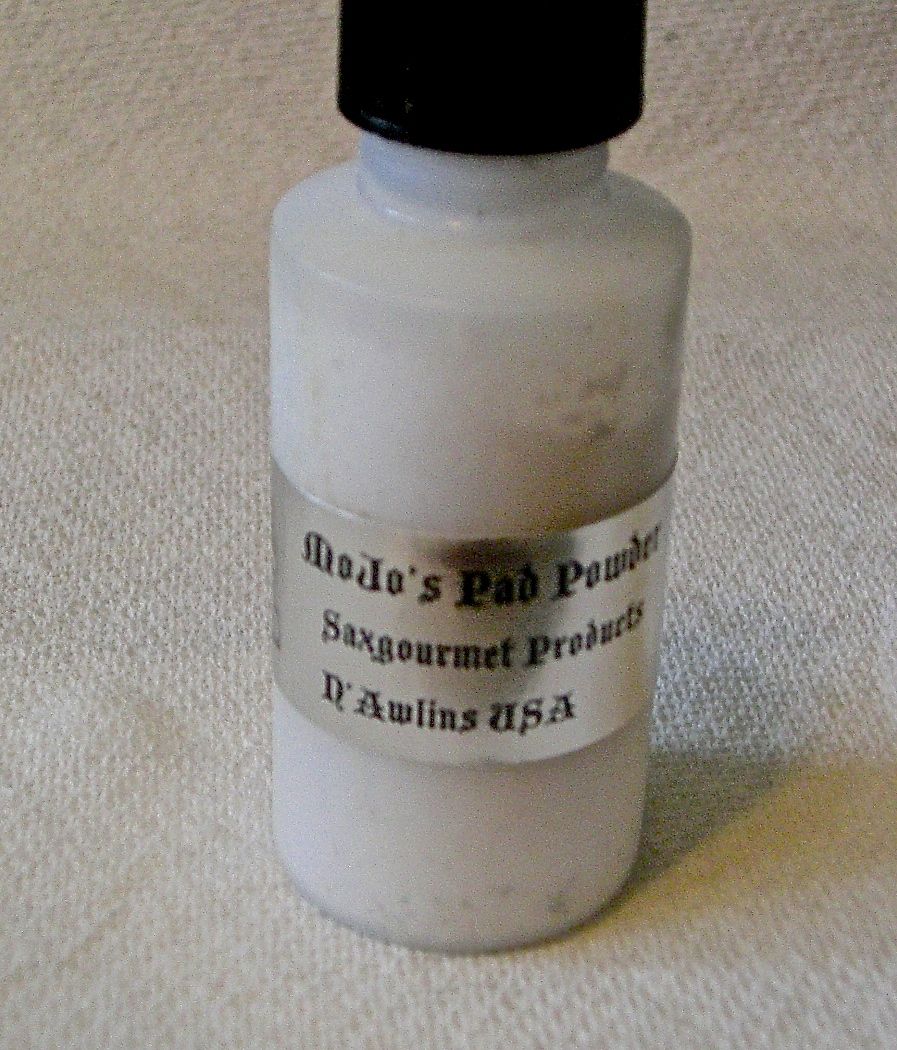 MoJo's Pad Powder
Saxgourmet Products
N'Awlins USA